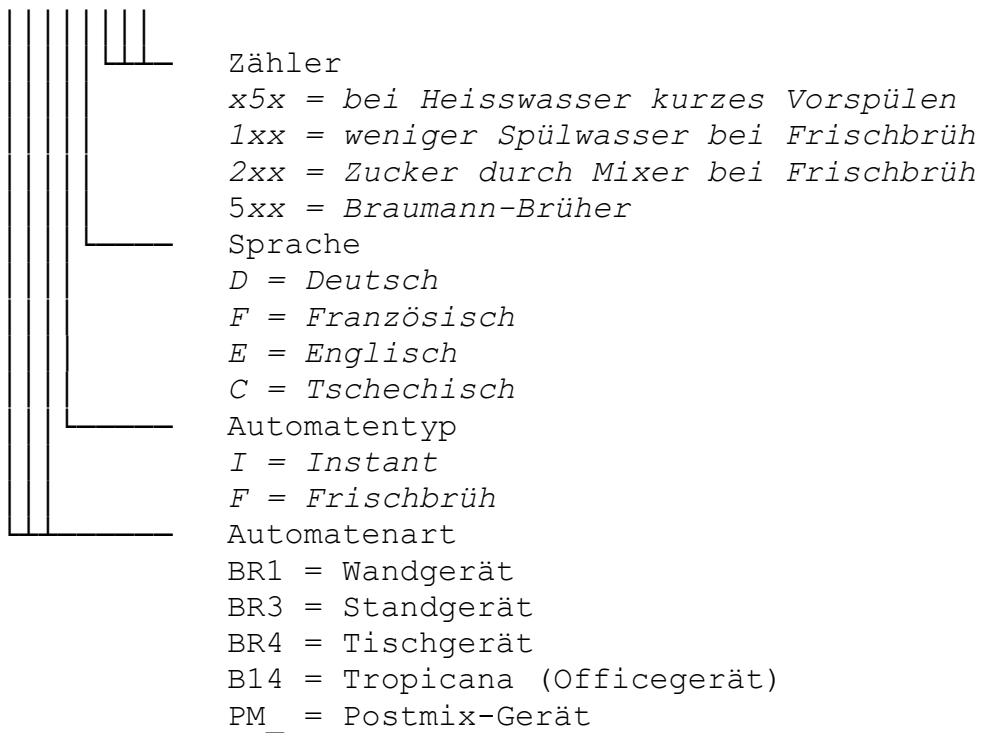 Zähler
x5x = bei Heisswasser kurzes Vorspülen
1xx = weniger Spülwasser bei Frischbrüh
2xx = Zucker durch Mixer bei Frischbrüh
5xx = Braumann-Brüher
Sprache
D = Deutsch
F = Französisch
E = Englisch
C = Tschechisch
Automatentyp
I = Instant
F = Frischbrüh
Automatenart
BR1 = Wandgerät
BR3 = Standgerät
BR4 = Tischgerät
B14 = Tropicana (Officegerät)
PM_ = Postmix-Gerät